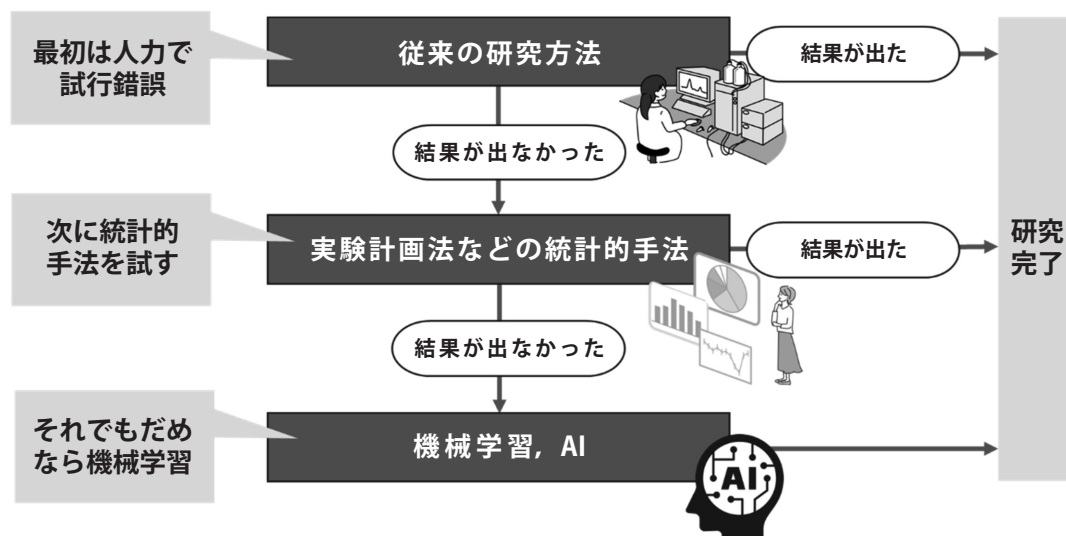 最初は人力で
試行錯誤
従来の研究方法
結果が出た
結果が出なかった
次に統計的
手法を試す
実験計画法などの統計的手法
結果が出た
研究
完了
結果が出なかった
それでもだめ
なら機械学習
機械学習, AI
AI